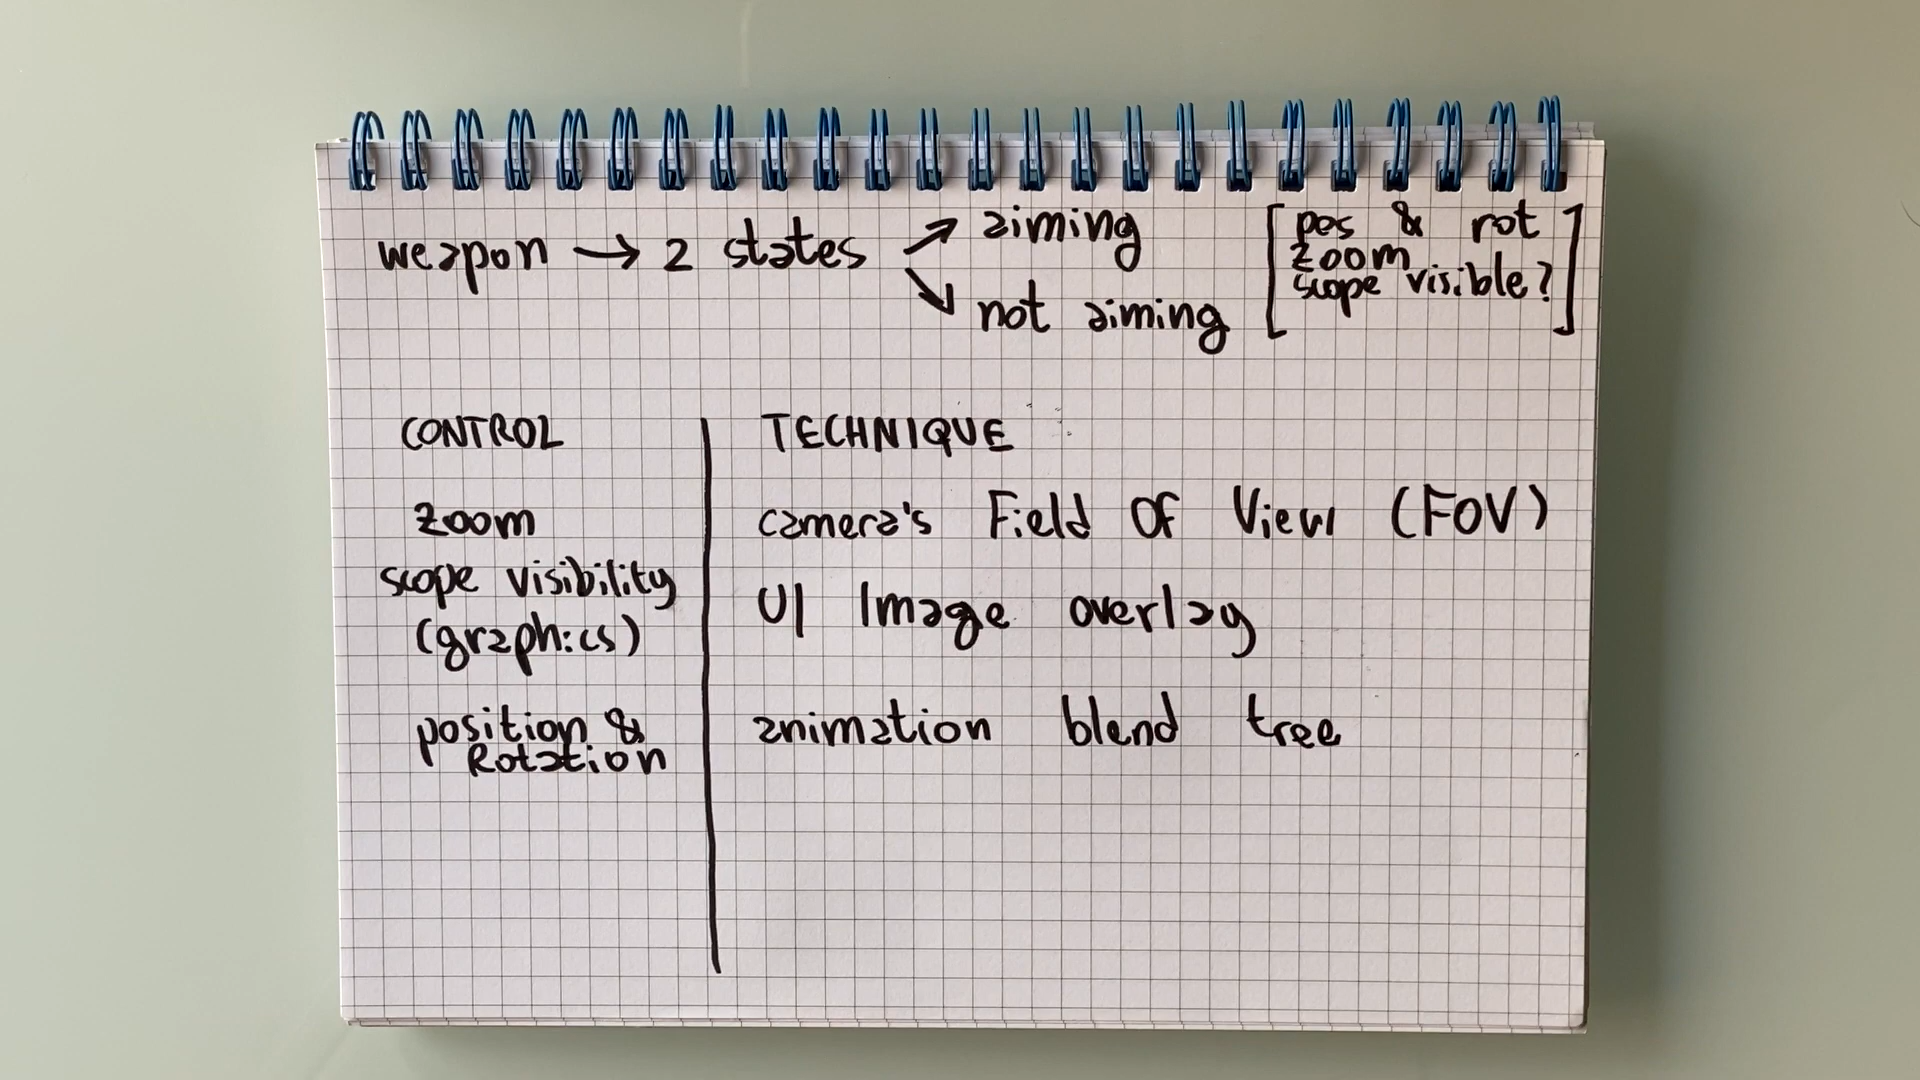 weapon → 2 states ↗ aiming
↘ not aiming
[pos & rot
zoom
scope visible?]
CONTROL
TECHNIQUE
zoom
camera's Field Of View (FOV)
scope visibility
(graphics)
UI Image overlay
position &
Rotation
animation blend tree